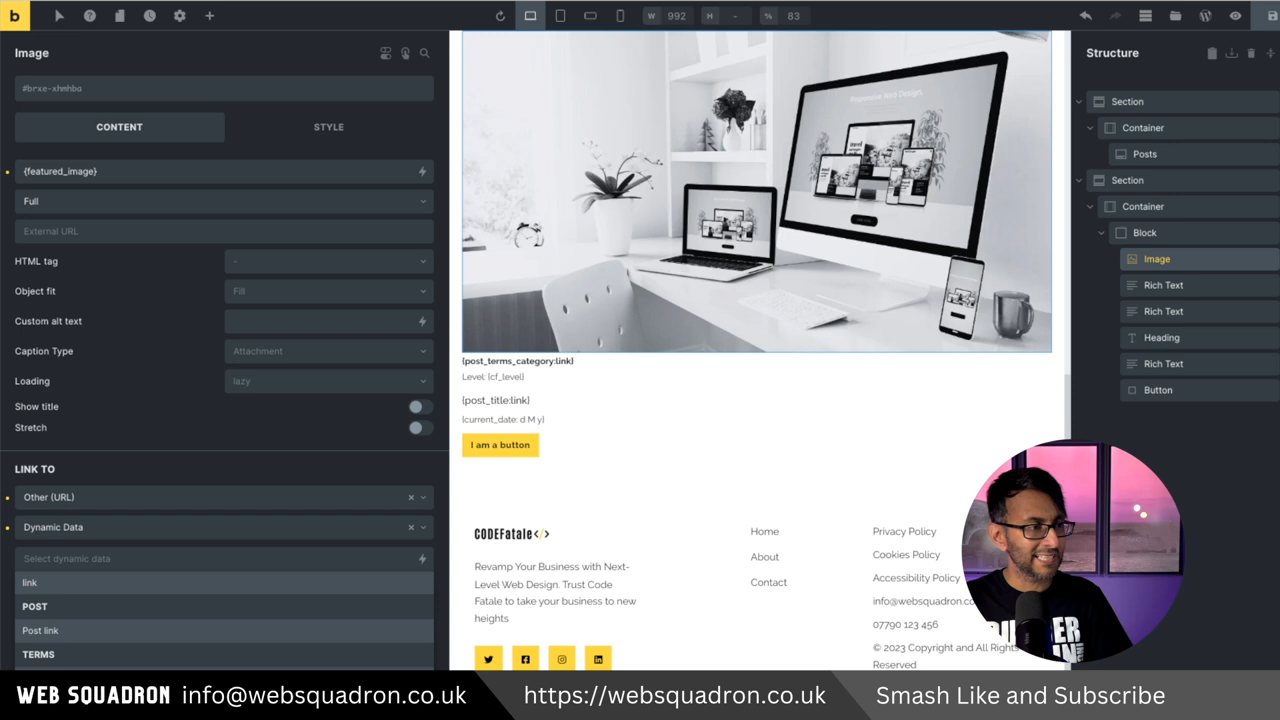 b
W 992 H - % 83
Image
#brxe-xhmhba
CONTENT STYLE
{featured_image}
Full
External URL
HTML tag -
Object fit Fill
Custom alt text
Caption Type Attachment
Loading lazy
Show title
Stretch
LINK TO
Other (URL)
Dynamic Data
Select dynamic data
link
POST
Post link
TERMS
Responsive Web Design.
{post_terms_category:link}
Level: {cf_level}
{post_title:link}
{current_date: d M y}
I am a button
CODEFatale</>
Revamp Your Business with Next-
Level Web Design. Trust Code
Fatale to take your business to new
heights
Home
About
Contact
Privacy Policy
Cookies Policy
Accessibility Policy
info@websquadron.co
07790 123 456
© 2023 Copyright and All Rights
Reserved
Structure
Section
Container
Posts
Section
Container
Block
Image
Rich Text
Rich Text
Heading
Rich Text
Button
WEB SQUADRON info@websquadron.co.uk https://websquadron.co.uk Smash Like and Subscribe